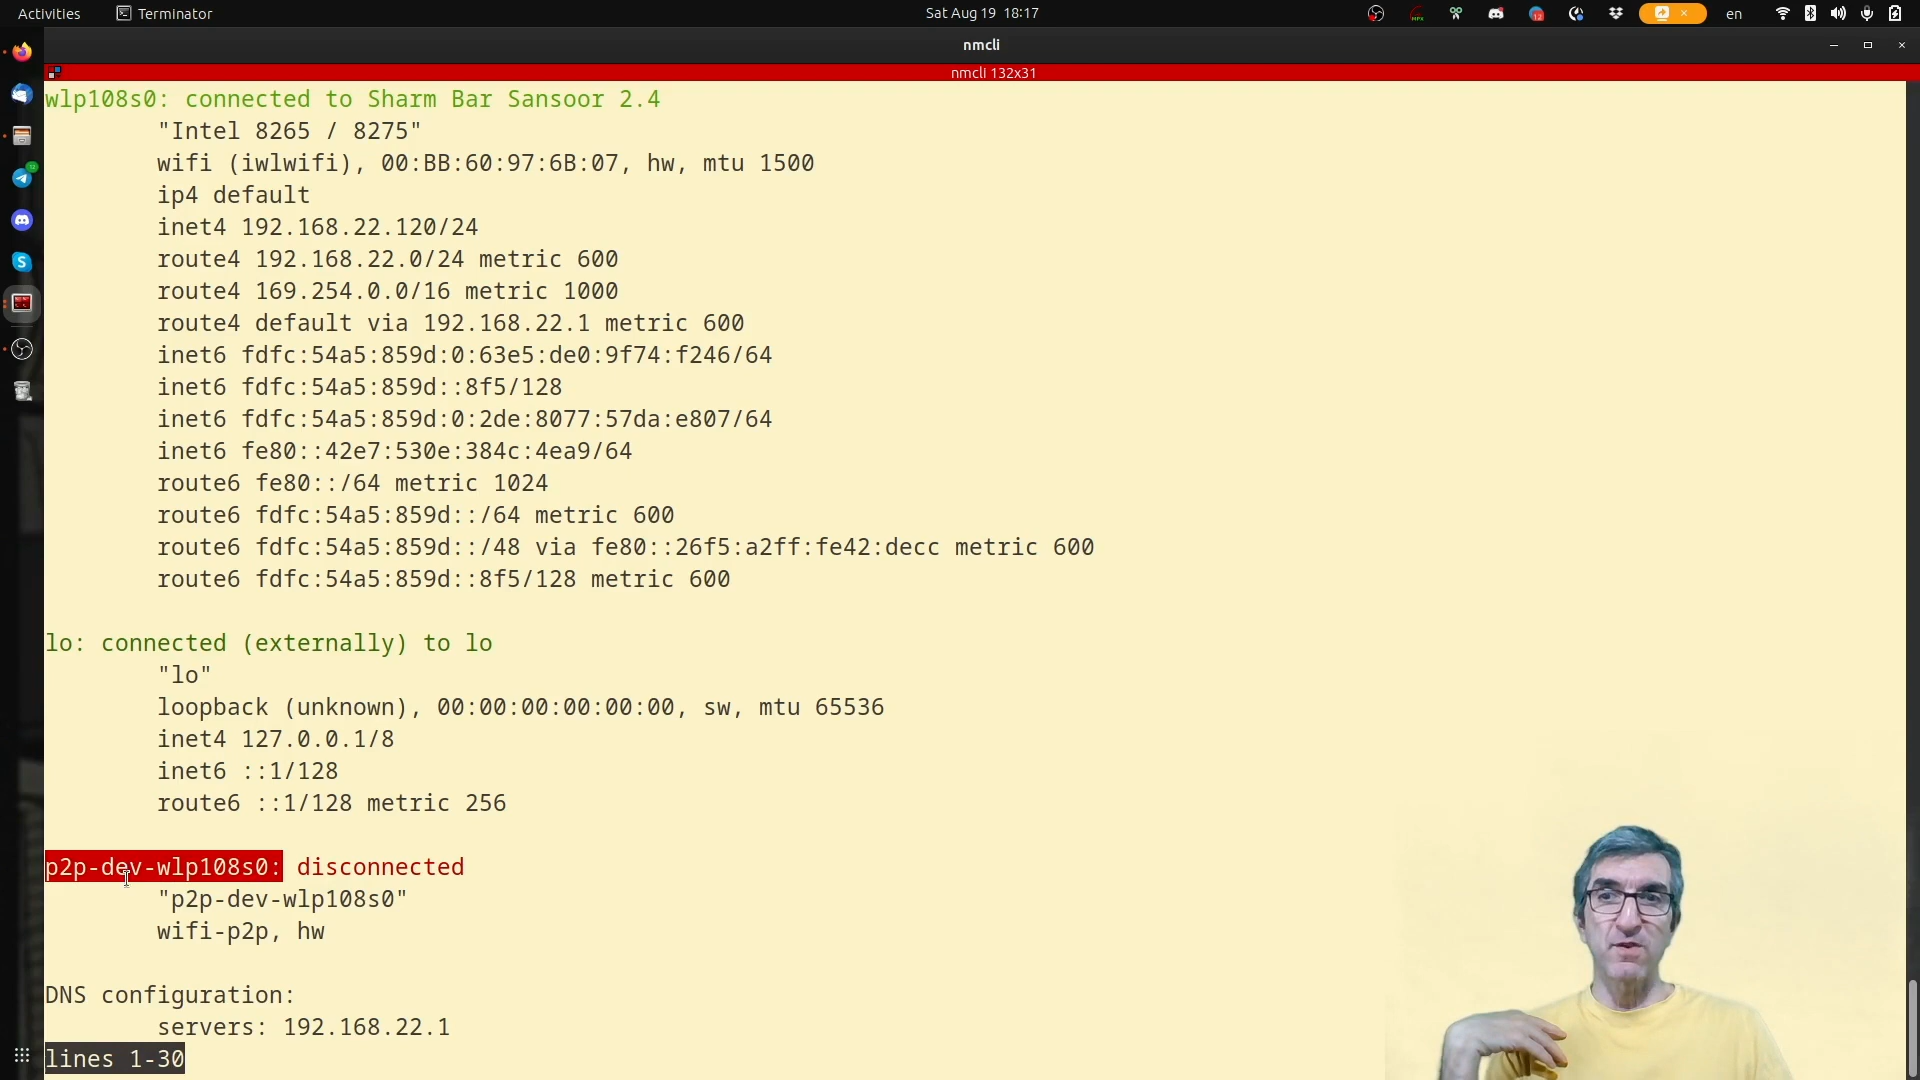 Activities
Terminator
Sat Aug 19 18:17
en
nmcli
nmcli 132x31
wlp108s0: connected to Sharm Bar Sansoor 2.4
"Intel 8265 / 8275"
wifi (iwlwifi), 00:BB:60:97:6B:07, hw, mtu 1500
ip4 default
inet4 192.168.22.120/24
route4 192.168.22.0/24 metric 600
route4 169.254.0.0/16 metric 1000
route4 default via 192.168.22.1 metric 600
inet6 fdfc:54a5:859d:0:63e5:de0:9f74:f246/64
inet6 fdfc:54a5:859d::8f5/128
inet6 fdfc:54a5:859d:0:2de:8077:57da:e807/64
inet6 fe80::42e7:530e:384c:4ea9/64
route6 fe80::/64 metric 1024
route6 fdfc:54a5:859d::/64 metric 600
route6 fdfc:54a5:859d::/48 via fe80::26f5:a2ff:fe42:decc metric 600
route6 fdfc:54a5:859d::8f5/128 metric 600
lo: connected (externally) to lo
"lo"
loopback (unknown), 00:00:00:00:00:00, sw, mtu 65536
inet4 127.0.0.1/8
inet6 ::1/128
route6 ::1/128 metric 256
p2p-dev-wlp108s0: disconnected
"p2p-dev-wlp108s0"
wifi-p2p, hw
DNS configuration:
servers: 192.168.22.1
lines 1-30